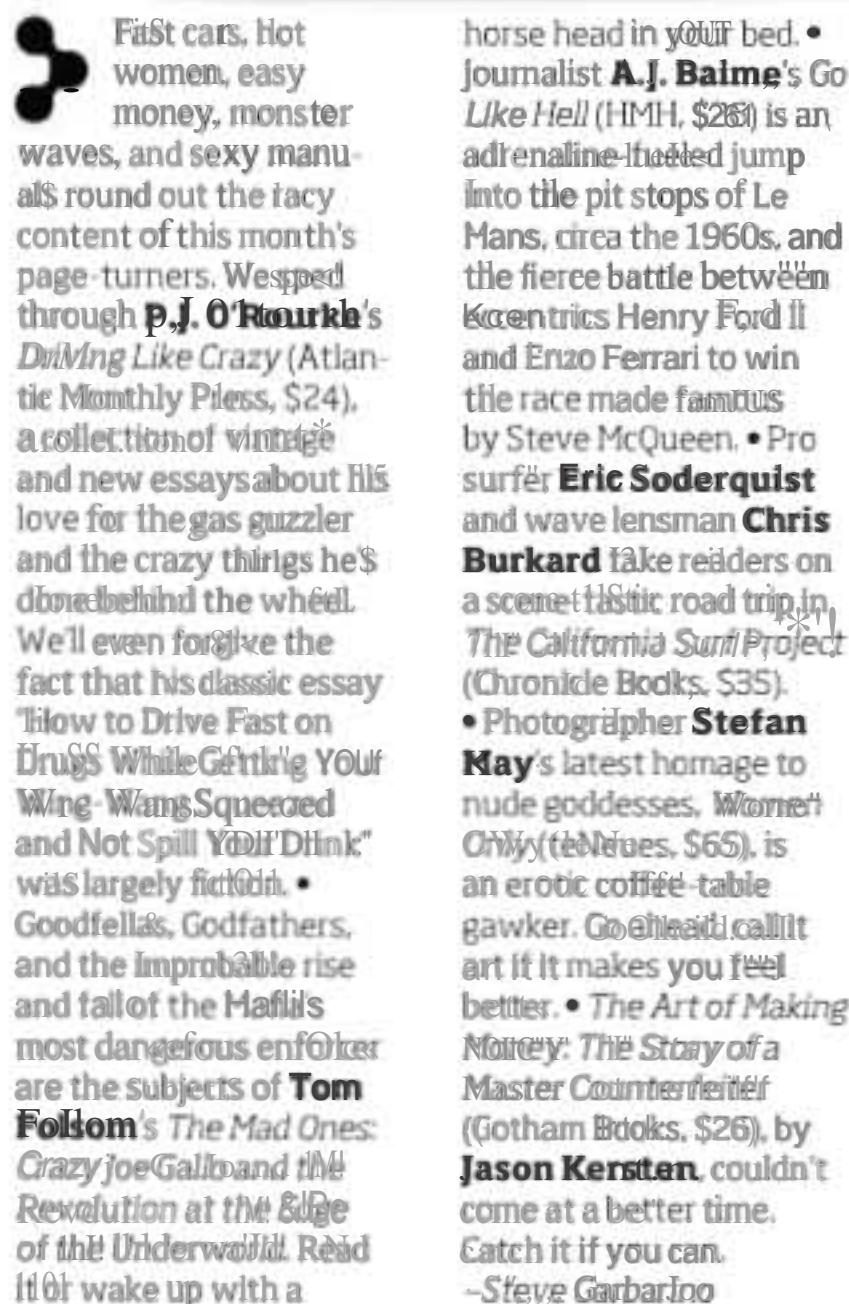 Fast cars, hot
women, easy
money, monster
waves, and sexy manu-
als round out the racy
content of this month's
page-turners. We sped
through P.J. O'Rourke's
Driving Like Crazy (Atlan-
tic Monthly Press, $24),
a collection of vintage
and new essays about his
love for the gas guzzler
and the crazy things he's
done behind the wheel.
We'll even forgive the
fact that his classic essay
"How to Drive Fast on
Drugs While Getting Your
Wing-Wang Squeezed
and Not Spill Your Drink"
was largely fiction. •
Goodfellas, Godfathers,
and the improbable rise
and fall of the Mafia's
most dangerous enforcer
are the subjects of Tom
Folsom's The Mad Ones:
Crazy Joe Gallo and the
Revolution at the Edge
of the Underworld. Read
it or wake up with a
horse head in your bed. •
Journalist A.J. Baime's Go
Like Hell (HMH, $26) is an
adrenaline-fueled jump
into the pit stops of Le
Mans, circa the 1960s, and
the fierce battle between
eccentrics Henry Ford II
and Enzo Ferrari to win
the race made famous
by Steve McQueen. • Pro
surfer Eric Soderquist
and wave lensman Chris
Burkard take readers on
a scene-tastic road trip in
The California Surf Project
(Chronicle Books, $35).
• Photographer Stefan
May's latest homage to
nude goddesses, Women
Only (teNeues, $65), is
an erotic coffee-table
gawker. Go ahead, call it
art if it makes you feel
better. • The Art of Making
Money: The Story of a
Master Counterfeiter
(Gotham Books, $26), by
Jason Kersten, couldn't
come at a better time.
Catch it if you can.
–Steve Garbarino